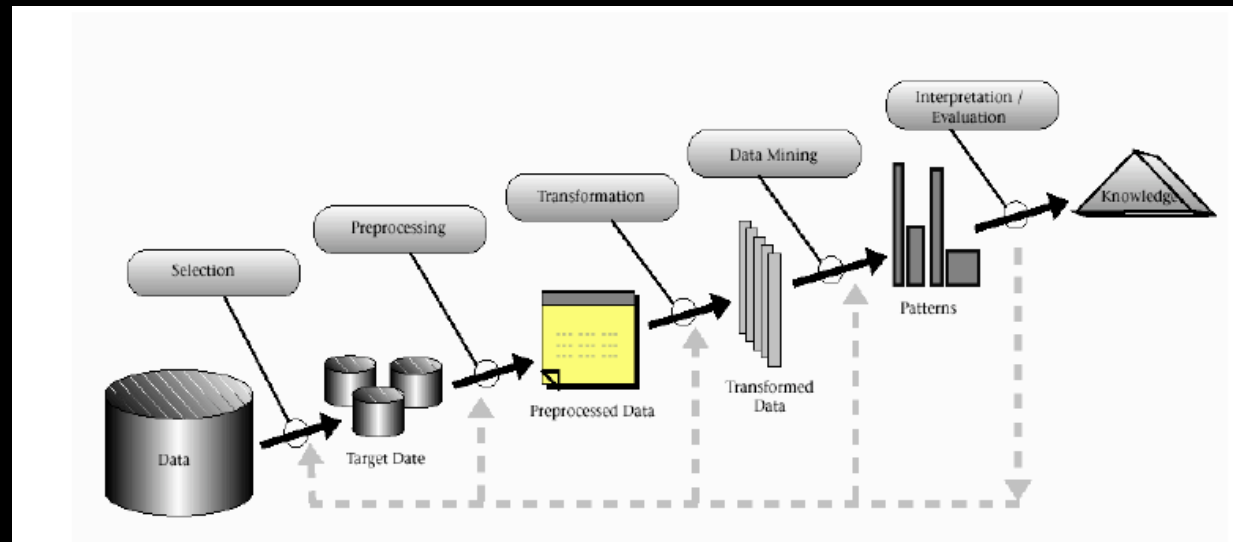 Interpretation /
Evaluation
Data Mining
Transformation
Preprocessing
Selection
Knowledge
Patterns
Transformed
Data
Preprocessed Data
Target Date
Data